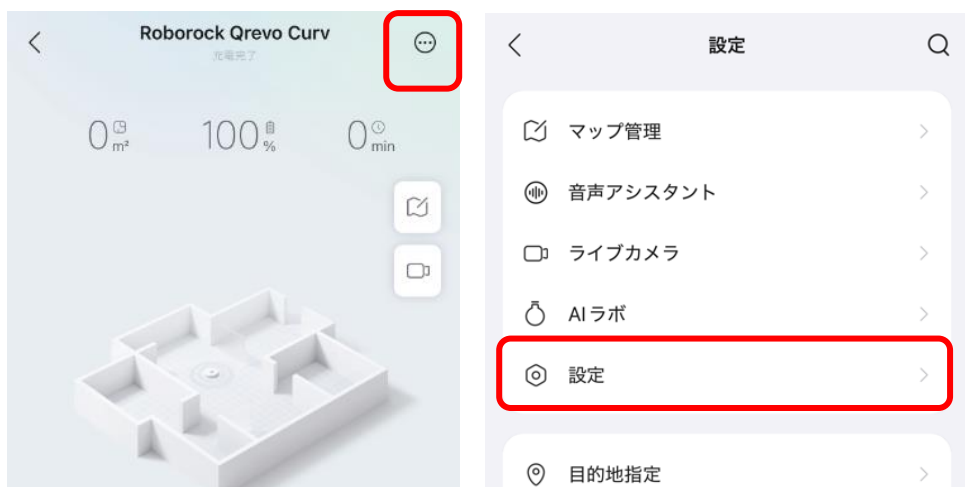 Roborock Qrevo Curv
充電完了
0 m²
100 %
0 min
設定
マップ管理
音声アシスタント
ライブカメラ
AIラボ
設定
目的地指定